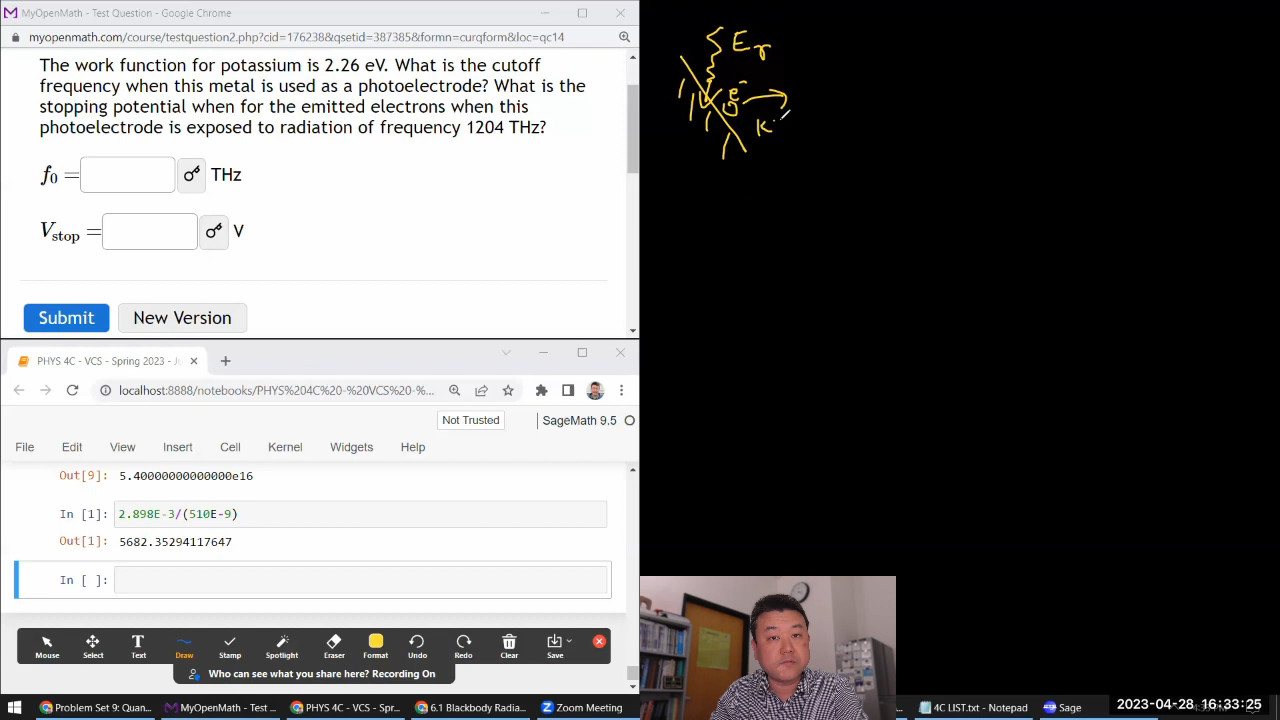 MyOpenMath - Test Question - Google Chrome
myopenmath.com/course/testquestion2.php?cid=176238&qsetid=387385&formn=curqform&loc=qc14
The work function for potassium is 2.26 eV. What is the cutoff
frequency when this metal is used as a photoelectrode? What is the
stopping potential when for the emitted electrons when this
photoelectrode is exposed to radiation of frequency 1204 THz?
f0 = THz
Vstop = V
Submit New Version
PHYS 4C - VCS - Spring 2023 - J
localhost:8888/notebooks/PHYS%204C%20-%20VCS%20-%...
Not Trusted SageMath 9.5
File Edit View Insert Cell Kernel Widgets Help
Out[9]: 5.40000000000000e16
In [1]: 2.898E-3/(510E-9)
Out[1]: 5682.35294117647
In [ ]:
Mouse Select Text Draw Stamp Spotlight Eraser Format Undo Redo Clear Save
Who can see what you share here? Recording On
Eγ
e-
K
Problem Set 9: Quan... MyOpenMath - Test ... PHYS 4C - VCS - Spr... 6.1 Blackbody Radia... Zoom Meeting 4C LIST.txt - Notepad Sage
2023-04-28 16:33:25